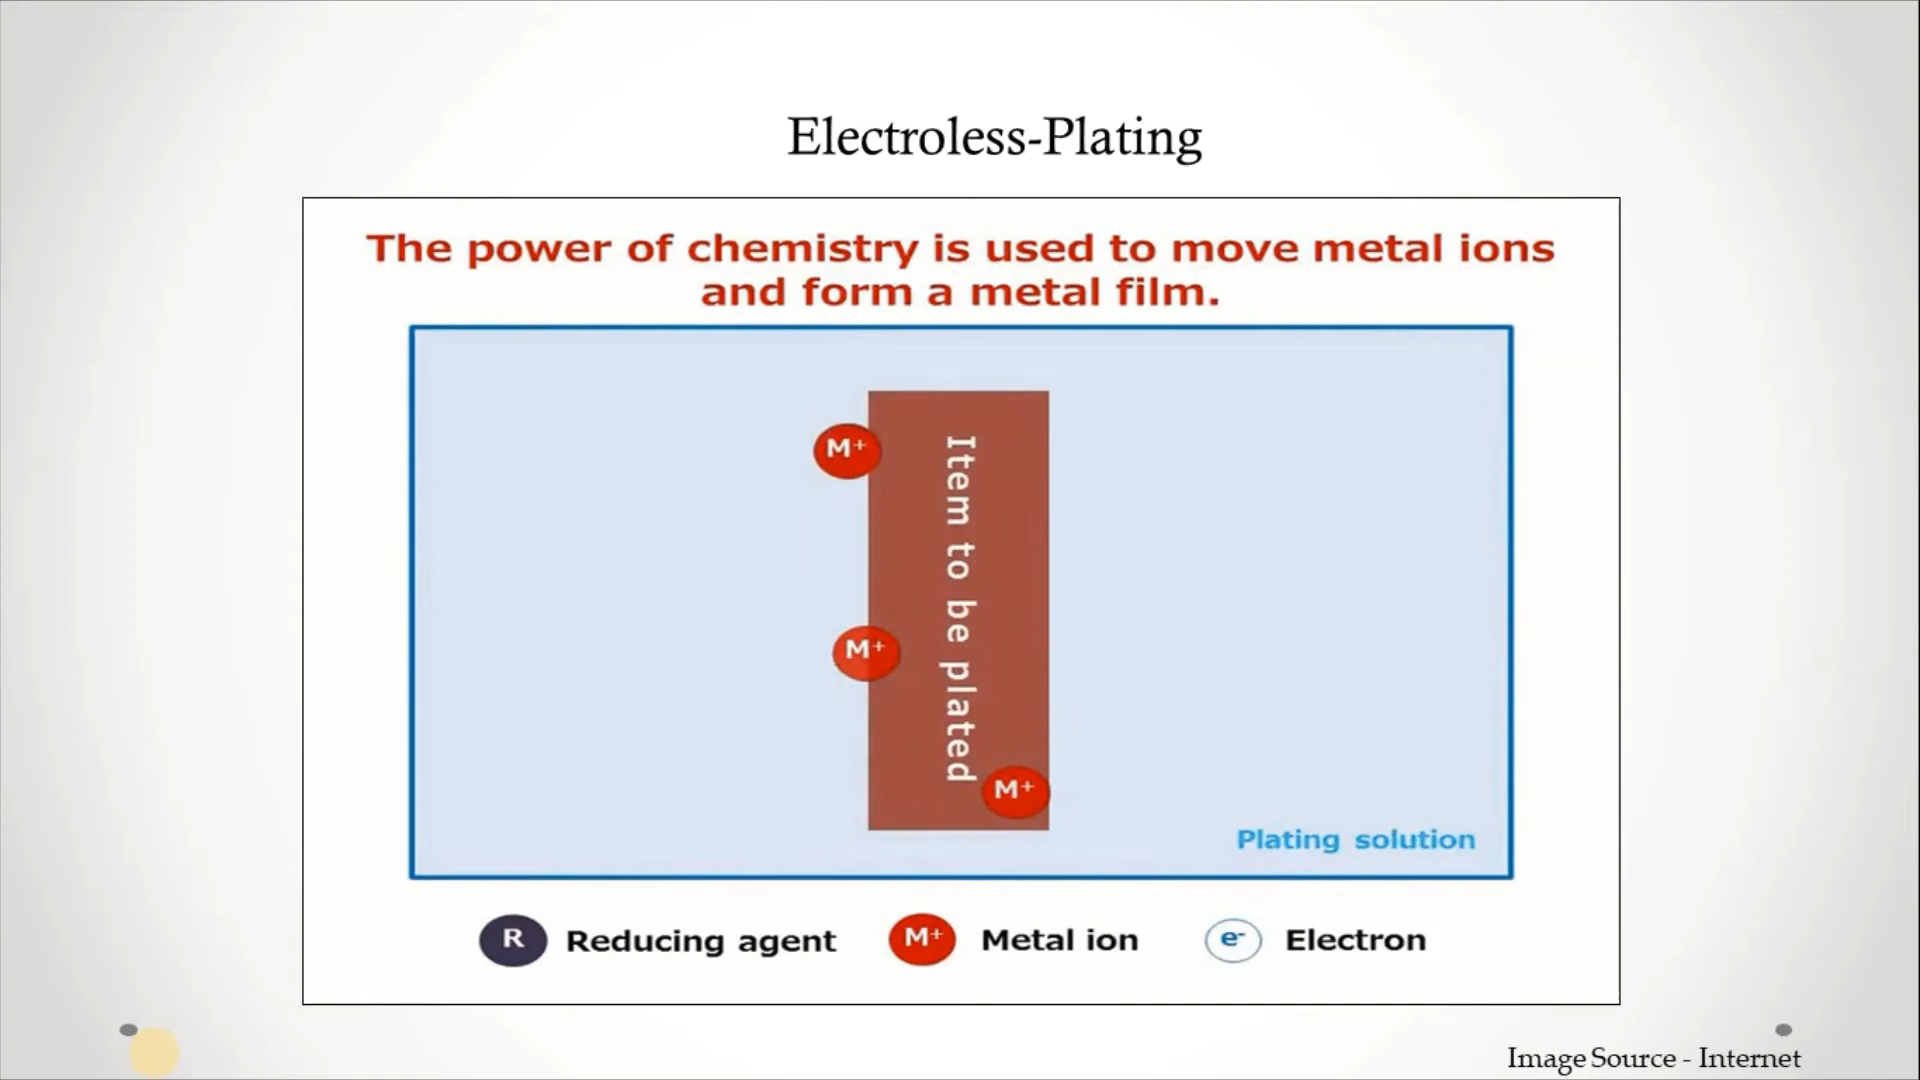 Electroless-Plating
The power of chemistry is used to move metal ions
and form a metal film.
M⁺
Item to be plated
M⁺
M⁺
Plating solution
R Reducing agent M⁺ Metal ion e⁻ Electron
Image Source - Internet